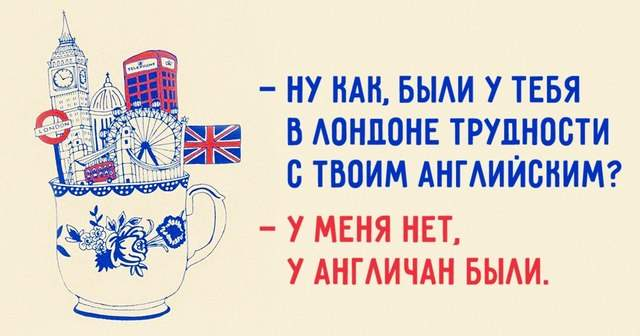 TELEPHONE
LONDON
– НУ КАК, БЫЛИ У ТЕБЯ
В ЛОНДОНЕ ТРУДНОСТИ
С ТВОИМ АНГЛИЙСКИМ?
– У МЕНЯ НЕТ,
У АНГЛИЧАН БЫЛИ.